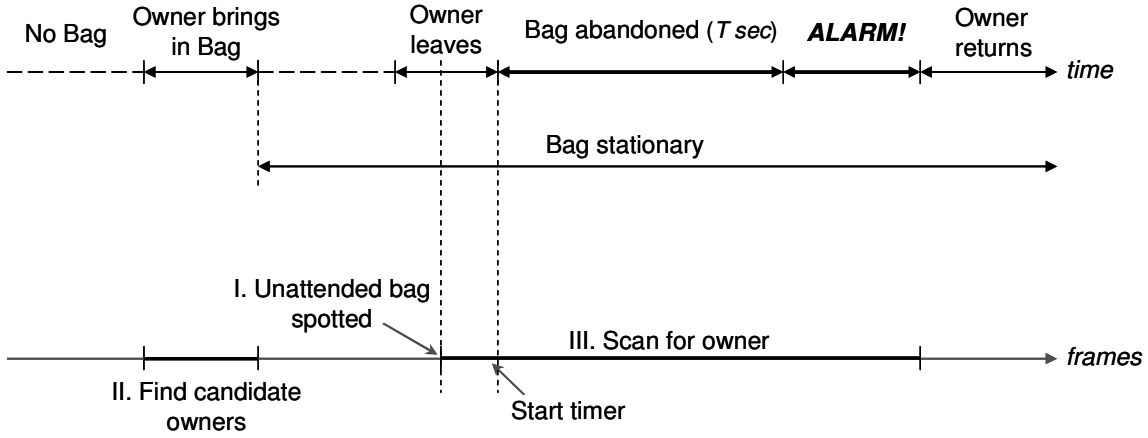 No Bag
Owner brings
in Bag
Owner
leaves
Bag abandoned (T sec)
ALARM!
Owner
returns
time
Bag stationary
I. Unattended bag
spotted
III. Scan for owner
frames
II. Find candidate
owners
Start timer